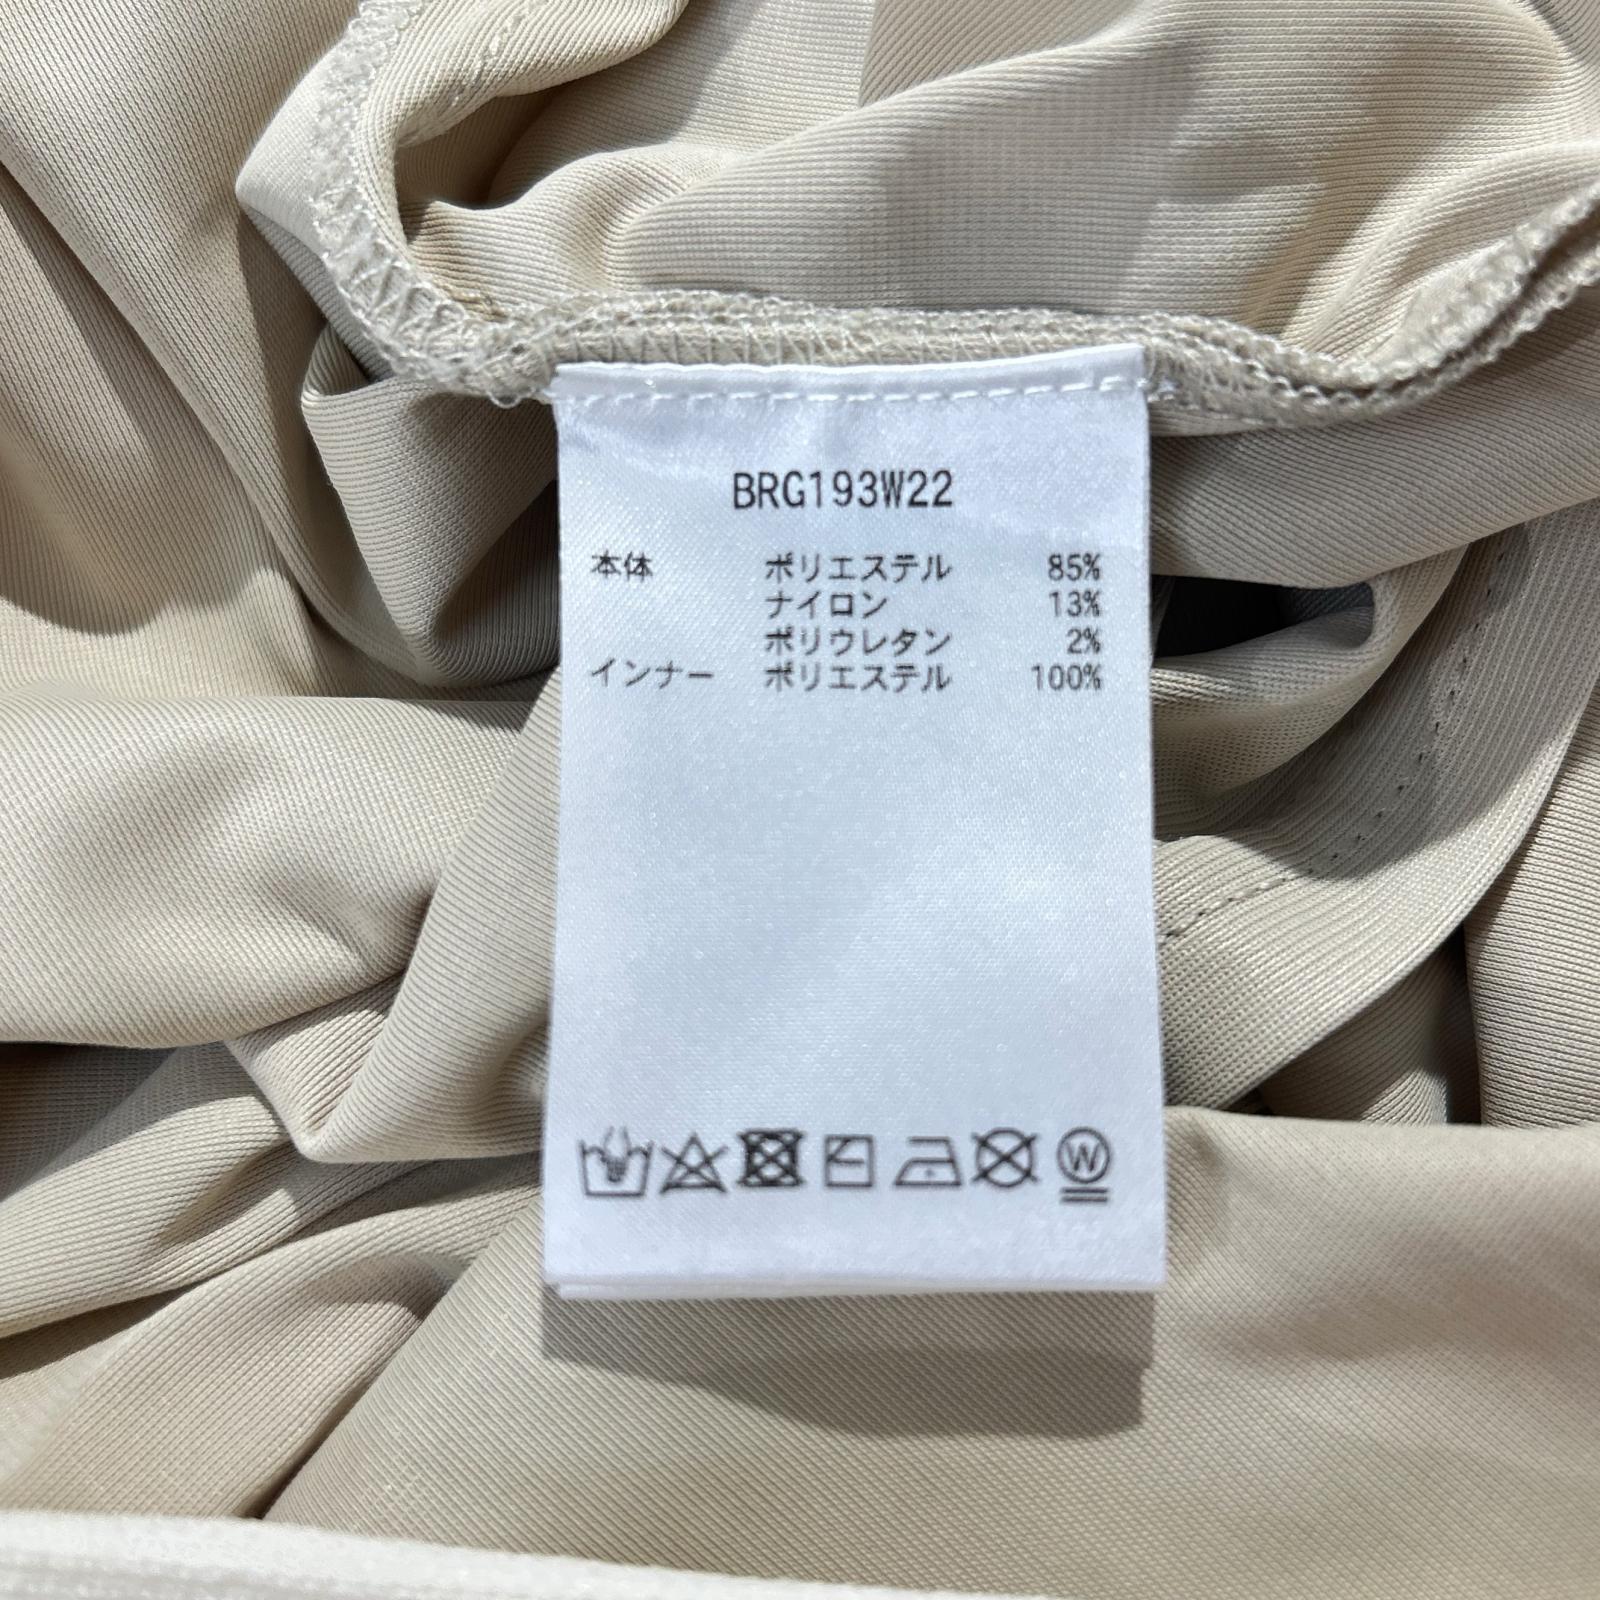 BRG193W22
本体 ポリエステル 85%
ナイロン 13%
ポリウレタン 2%
インナー ポリエステル 100%
W